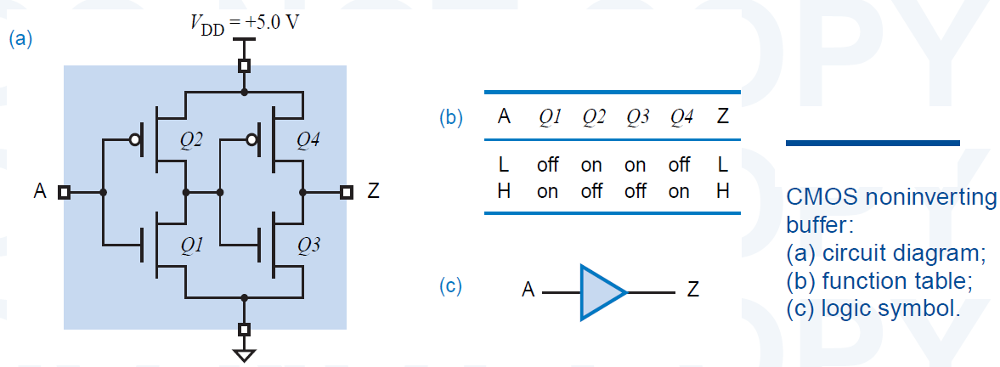 (a)
VDD = +5.0 V
Q2
Q4
A
Z
Q1
Q3
(b)
A Q1 Q2 Q3 Q4 Z
L off on on off L
H on off off on H
(c)
A
Z
CMOS noninverting
buffer:
(a) circuit diagram;
(b) function table;
(c) logic symbol.